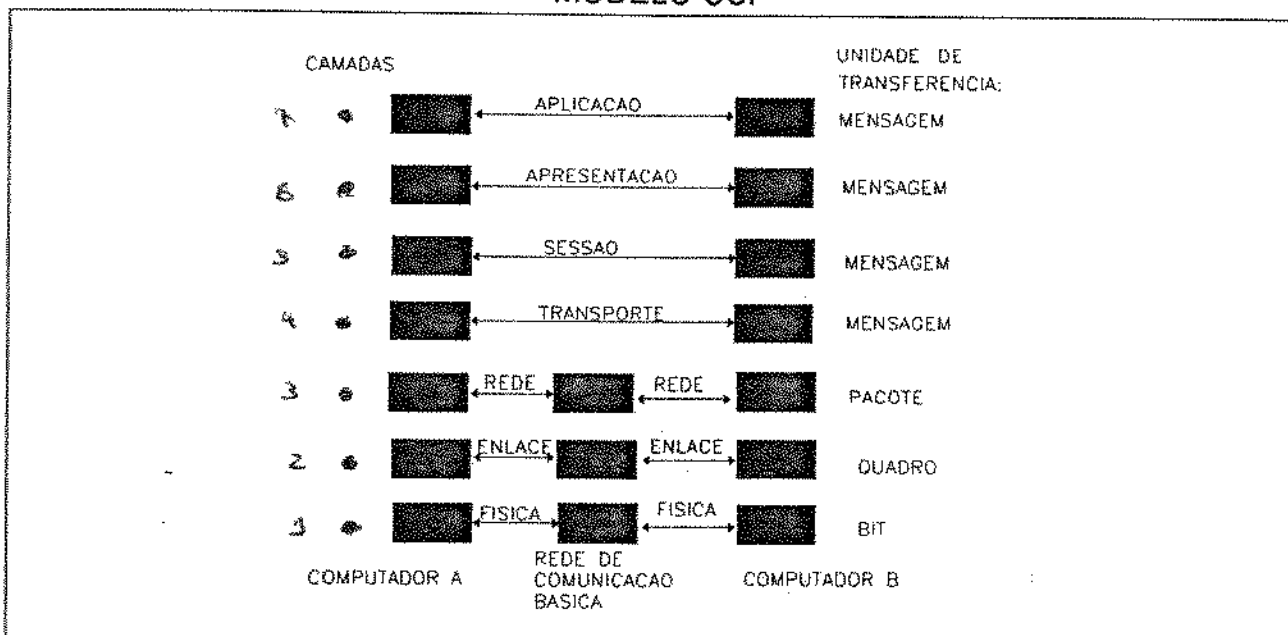 CAMADAS
UNIDADE DE
TRANSFERENCIA:
7 • APLICACAO MENSAGEM
6 • APRESENTACAO MENSAGEM
• SESSAO MENSAGEM
4 • TRANSPORTE MENSAGEM
3 • REDE REDE PACOTE
2 • ENLACE ENLACE QUADRO
1 • FISICA FISICA BIT
COMPUTADOR A
REDE DE
COMUNICACAO
BASICA
COMPUTADOR B